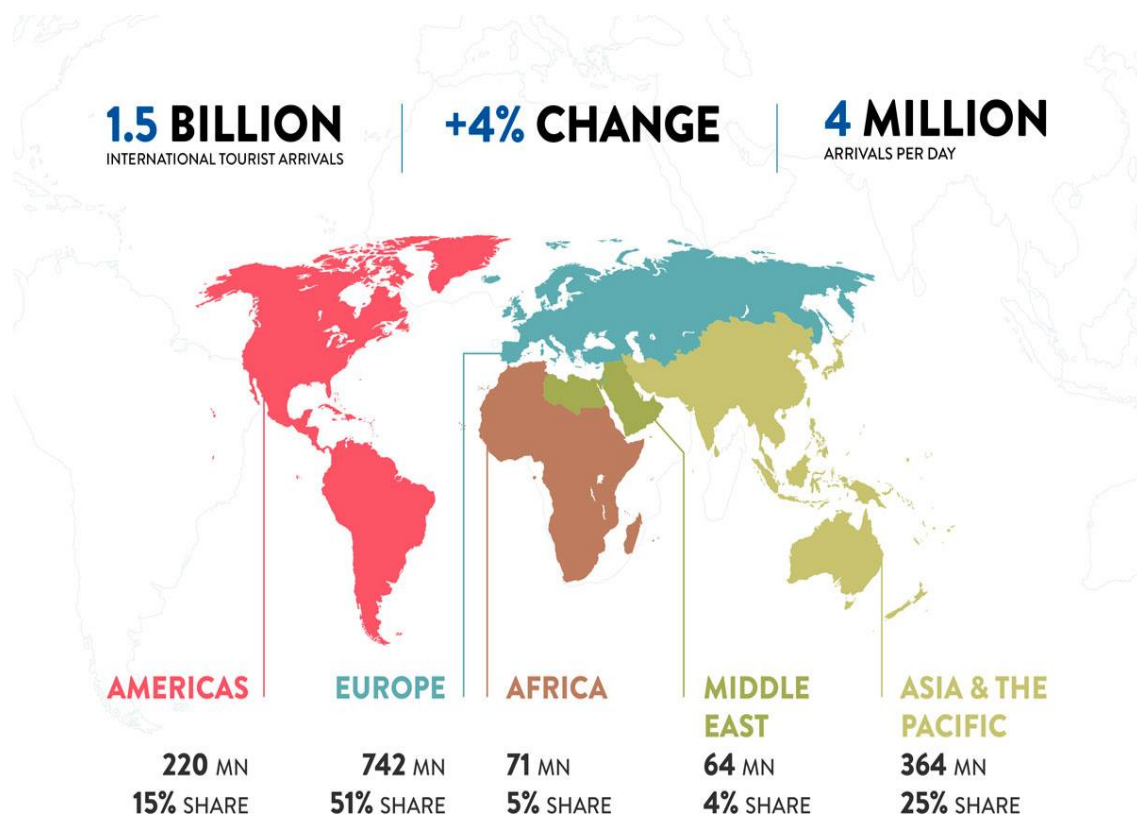 1.5 BILLION
INTERNATIONAL TOURIST ARRIVALS
+4% CHANGE
4 MILLION
ARRIVALS PER DAY
AMERICAS
220 MN
15% SHARE
EUROPE
742 MN
51% SHARE
AFRICA
71 MN
5% SHARE
MIDDLE
EAST
64 MN
4% SHARE
ASIA & THE
PACIFIC
364 MN
25% SHARE